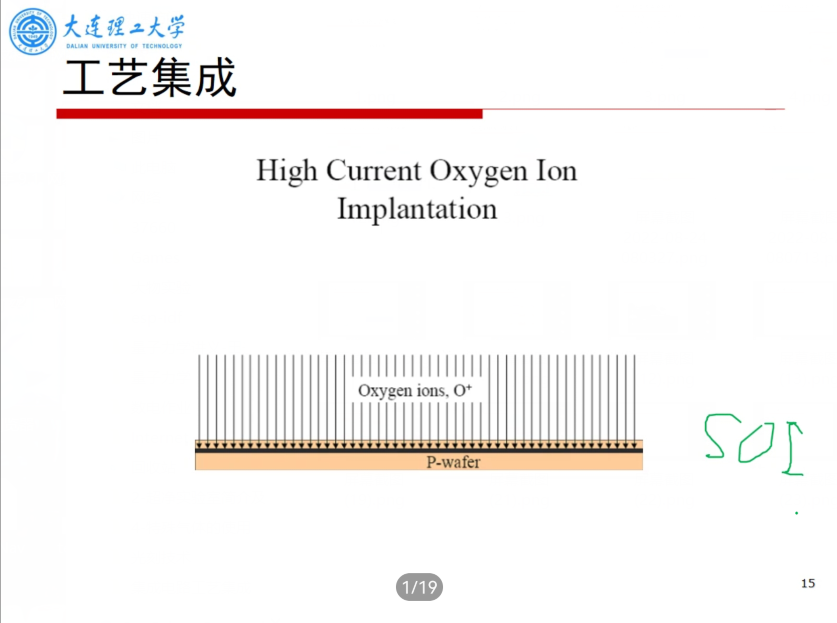 大连理工大学
DALIAN UNIVERSITY OF TECHNOLOGY
工艺集成
High Current Oxygen Ion
Implantation
Oxygen ions, O⁺
P-wafer
SOI
1/19
15